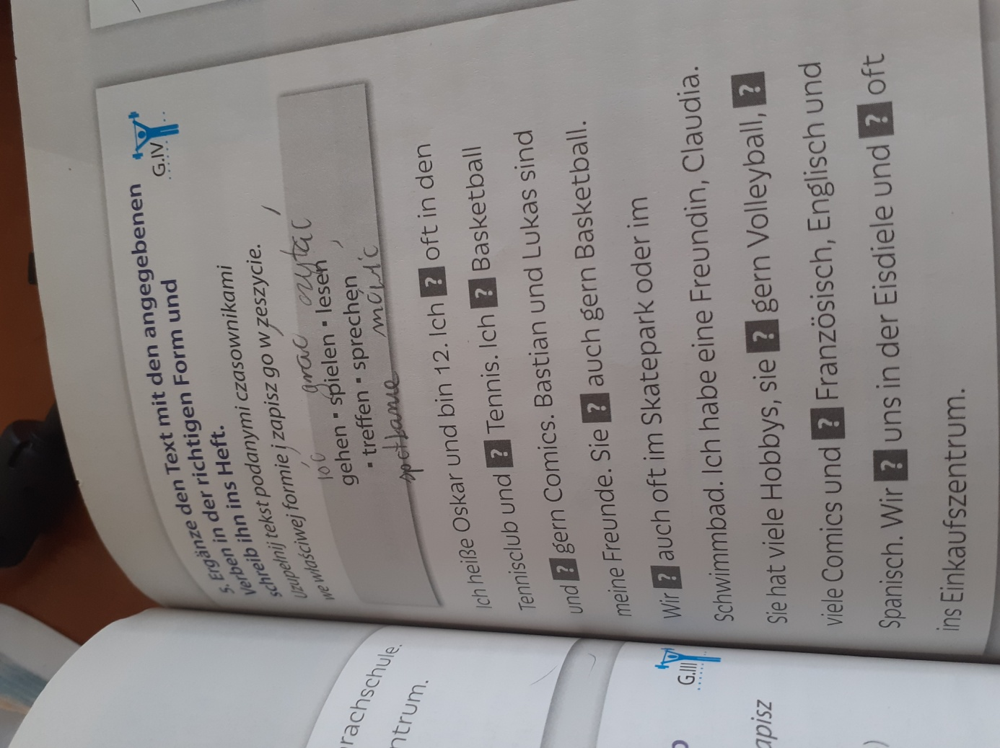 5. Ergänze den Text mit den angegebenen
Verben in der richtigen Form und
schreib ihn ins Heft.
Uzupełnij tekst podanymi czasownikami
we właściwej formie i zapisz go w zeszycie.
G.IV
grać czytać
gehen ▪ spielen ▪ lesen
▪ treffen ▪ sprechen
mówić
Ich heiße Oskar und bin 12. Ich ? oft in den
Tennisclub und ? Tennis. Ich ? Basketball
und ? gern Comics. Bastian und Lukas sind
meine Freunde. Sie ? auch gern Basketball.
Wir ? auch oft im Skatepark oder im
Schwimmbad. Ich habe eine Freundin, Claudia.
Sie hat viele Hobbys, sie ? gern Volleyball, ?
viele Comics und ? Französisch, Englisch und
Spanisch. Wir ? uns in der Eisdiele und ? oft
ins Einkaufszentrum.
rachschule.
ntrum.
G.III
apisz